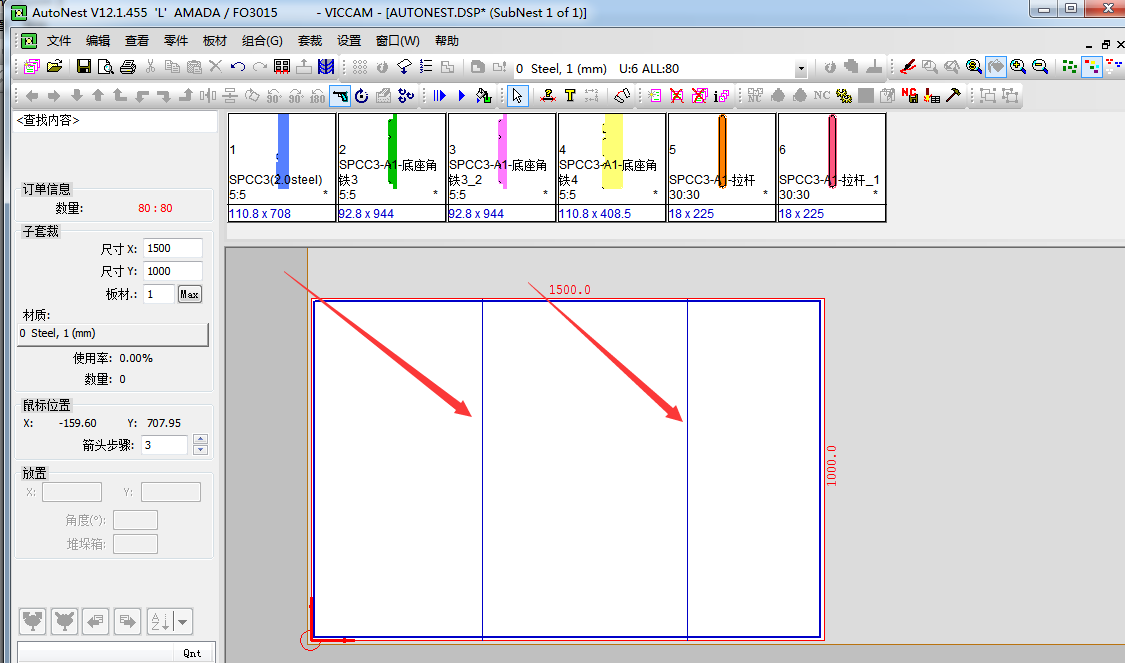 AutoNest V12.1.455 'L' AMADA / FO3015 - VICCAM - [AUTONEST.DSP* (SubNest 1 of 1)]
文件 编辑 查看 零件 板材 组合(G) 套裁 设置 窗口(W) 帮助
0 Steel, 1 (mm) U:6 ALL:80
90° 90° 180 T NC NC
<查找内容>
1
SPCC3(2.0steel)
5:5 *
110.8 x 708
2
SPCC3-A1-底座角
铁3
5:5 *
92.8 x 944
3
SPCC3-A1-底座角
铁3_2
5:5 *
92.8 x 944
4
SPCC3-A1-底座角
铁4
5:5 *
110.8 x 408.5
5
SPCC3-A1-拉杆
30:30 *
18 x 225
6
SPCC3-A1-拉杆_1
30:30 *
18 x 225
订单信息
数量: 80 : 80
子套裁
尺寸 X: 1500
尺寸 Y: 1000
板材.: 1 Max
材质:
0 Steel, 1 (mm)
使用率: 0.00%
数量: 0
鼠标位置
X: -159.60 Y: 707.95
箭头步骤: 3
放置
X: Y:
角度(°):
堆垛箱:
Qnt
1500.0
1000.0